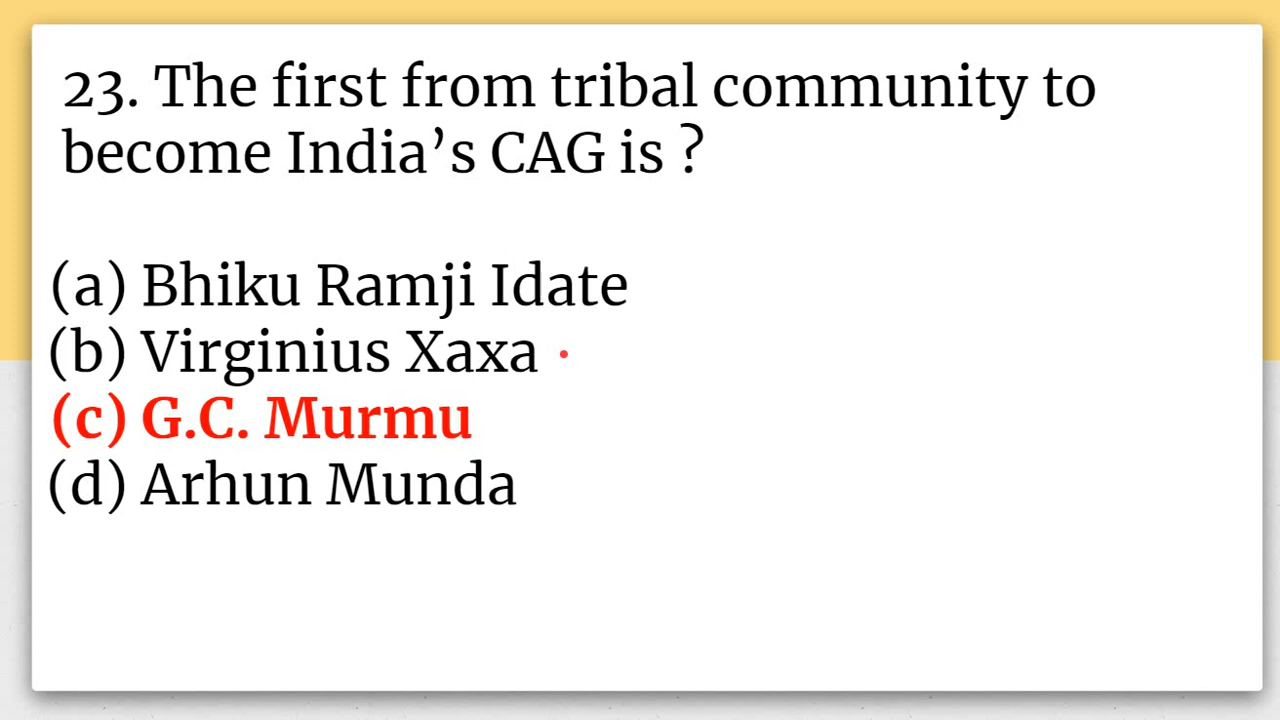 23. The first from tribal community to
become India’s CAG is ?
(a) Bhiku Ramji Idate
(b) Virginius Xaxa
(c) G.C. Murmu
(d) Arhun Munda